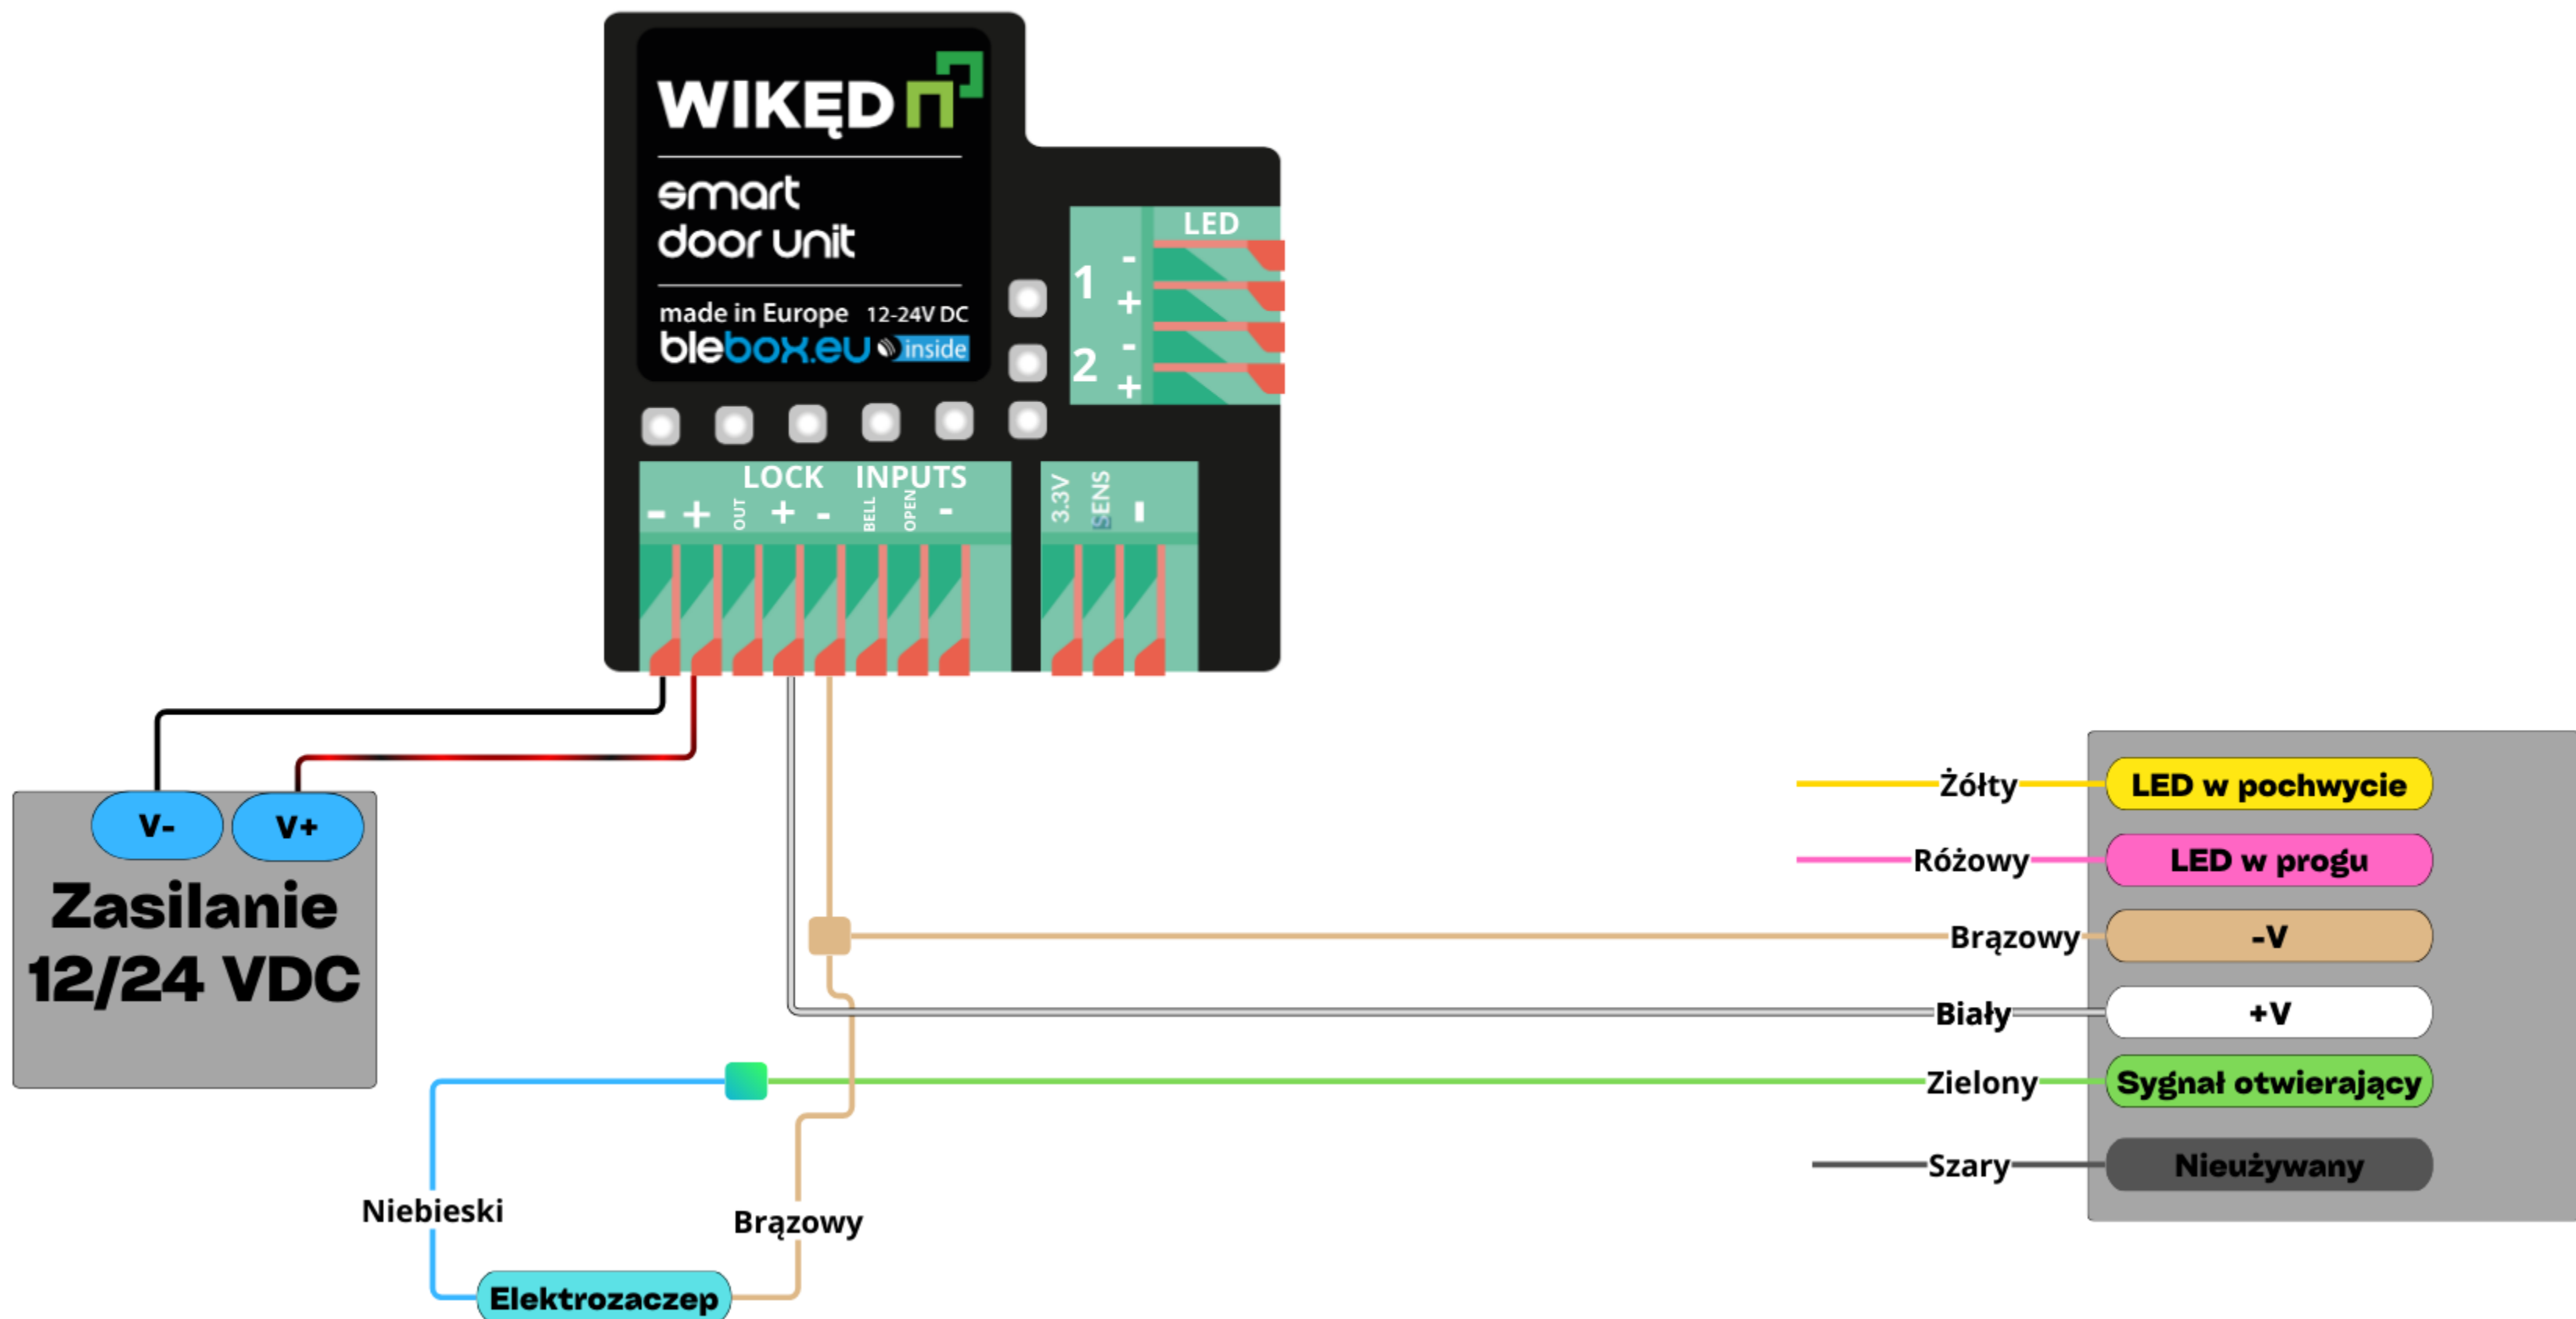 WIKĘD
smart
door unit
made in Europe 12-24V DC
blebox.eu inside
LED
1 -
+
2 -
+
LOCK INPUTS
- + OUT + - BELL OPEN -
3.3V SENS -
V- V+
Zasilanie
12/24 VDC
Żółty LED w pochwycie
Różowy LED w progu
Brązowy -V
Biały +V
Zielony Sygnał otwierający
Szary Nieużywany
Niebieski
Brązowy
Elektrozaczep